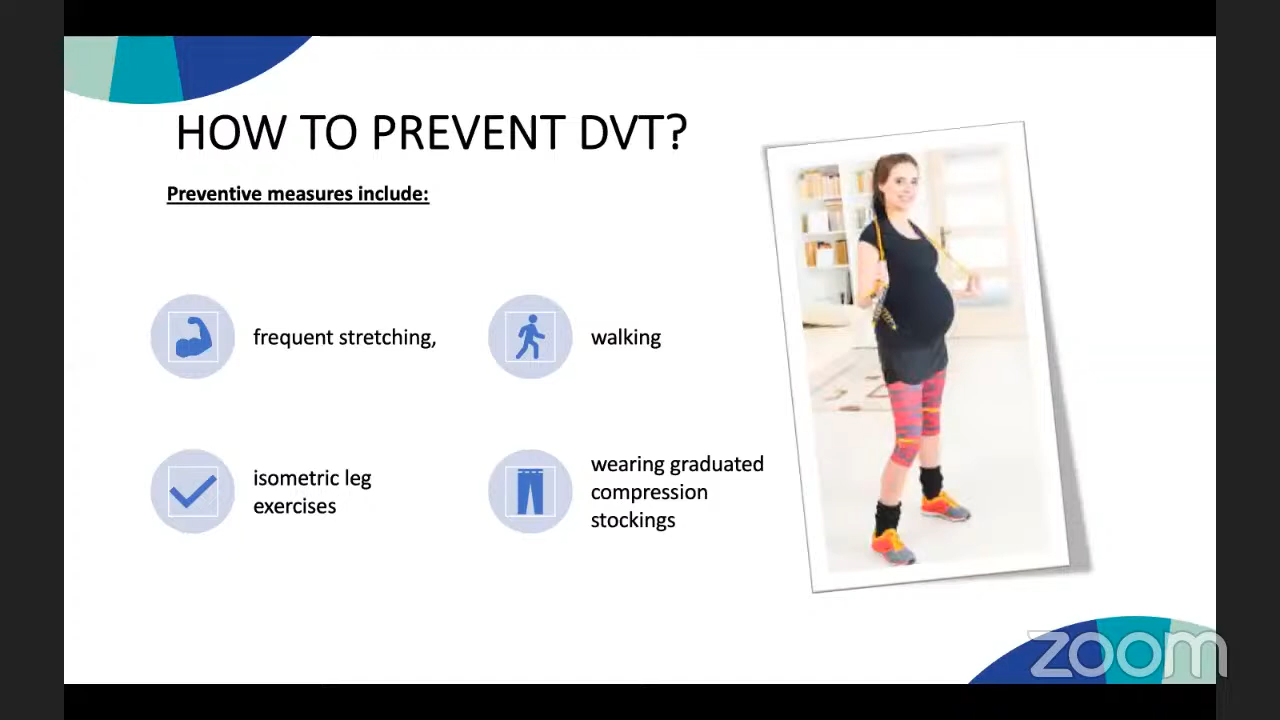 HOW TO PREVENT DVT?
Preventive measures include:
frequent stretching,
walking
isometric leg
exercises
wearing graduated
compression
stockings
zoom